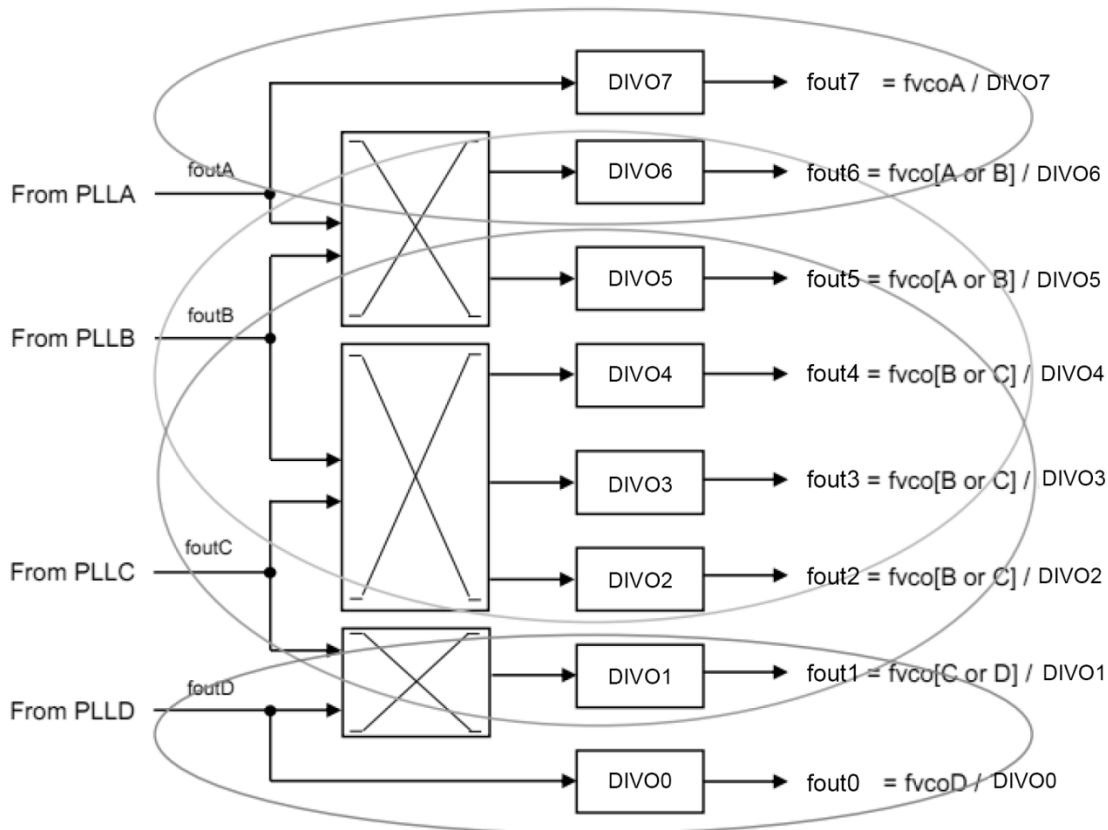 DIVO7 fout7 = fvcoA / DIVO7
foutA
From PLLA
DIVO6 fout6 = fvco[A or B] / DIVO6
DIVO5 fout5 = fvco[A or B] / DIVO5
foutB
From PLLB
DIVO4 fout4 = fvco[B or C] / DIVO4
DIVO3 fout3 = fvco[B or C] / DIVO3
foutC
From PLLC
DIVO2 fout2 = fvco[B or C] / DIVO2
DIVO1 fout1 = fvco[C or D] / DIVO1
foutD
From PLLD
DIVO0 fout0 = fvcoD / DIVO0